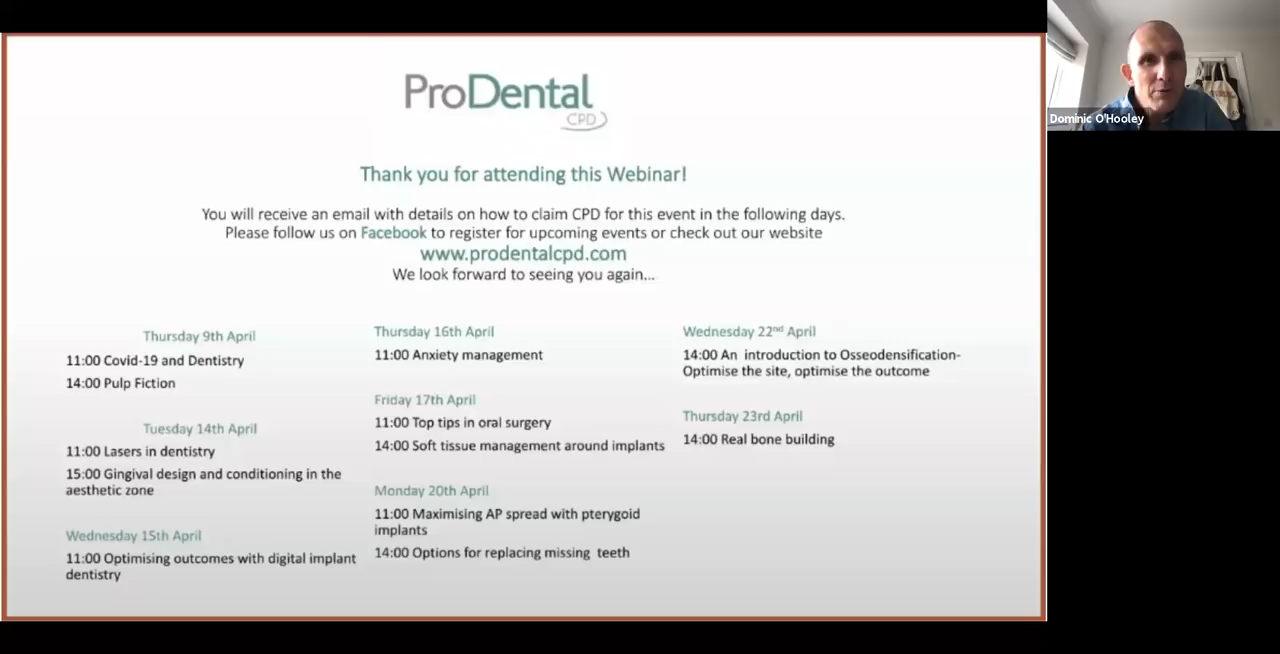 ProDental
CPD
Thank you for attending this Webinar!
You will receive an email with details on how to claim CPD for this event in the following days.
Please follow us on Facebook to register for upcoming events or check out our website
www.prodentalcpd.com
We look forward to seeing you again...
Thursday 9th April
11:00 Covid-19 and Dentistry
14:00 Pulp Fiction
Tuesday 14th April
11:00 Lasers in dentistry
15:00 Gingival design and conditioning in the
aesthetic zone
Wednesday 15th April
11:00 Optimising outcomes with digital implant
dentistry
Thursday 16th April
11:00 Anxiety management
Friday 17th April
11:00 Top tips in oral surgery
14:00 Soft tissue management around implants
Monday 20th April
11:00 Maximising AP spread with pterygoid
implants
14:00 Options for replacing missing  teeth
Wednesday 22nd April
14:00 An  introduction to Osseodensification-
Optimise the site, optimise the outcome
Thursday 23rd April
14:00 Real bone building
Dominic O'Hooley